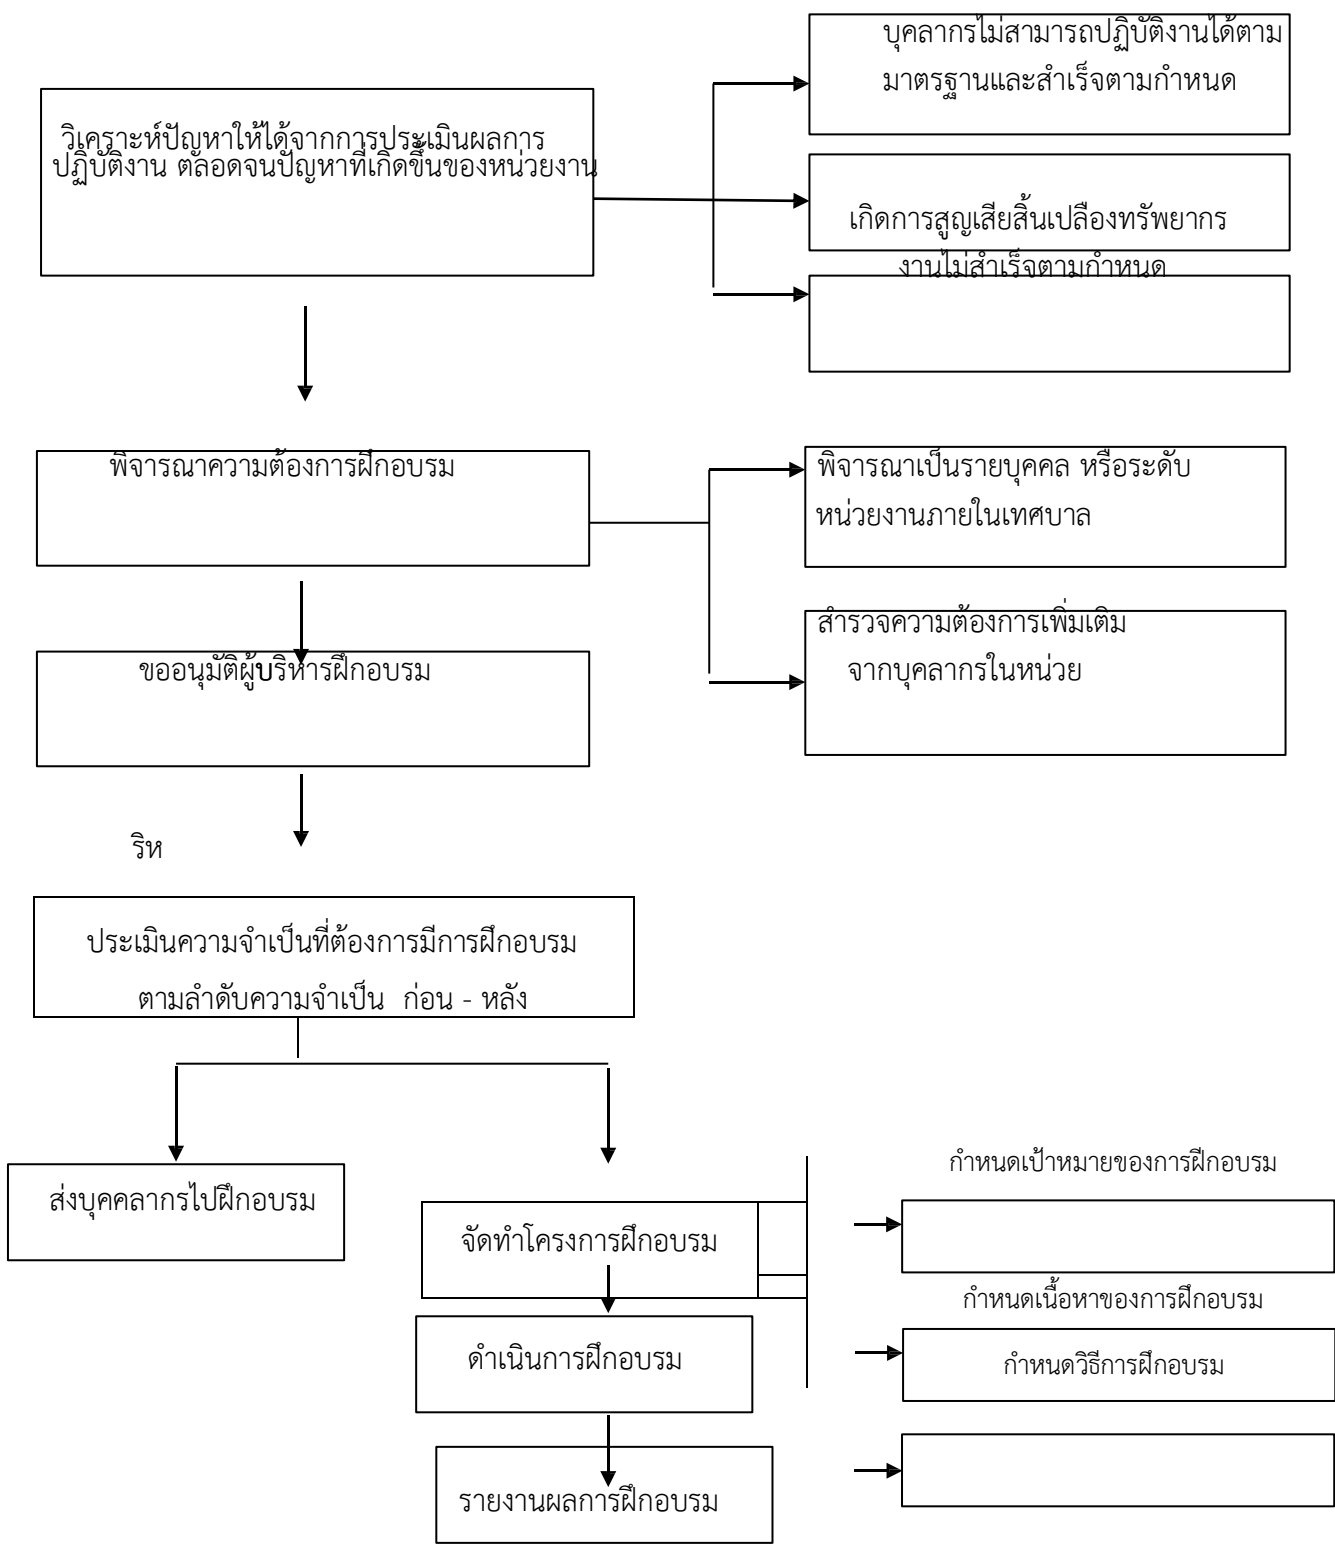 บุคลากรไม่สามารถปฏิบัติงานได้ตาม
มาตรฐานและสำเร็จตามกำหนด
วิเคราะห์ปัญหาให้ได้จากการประเมินผลการ
ปฏิบัติงาน ตลอดจนปัญหาที่เกิดขึ้นของหน่วยงาน
เกิดการสูญเสียสิ้นเปลืองทรัพยากร
งานไม่สำเร็จตามกำหนด
พิจารณาความต้องการฝึกอบรม
พิจารณาเป็นรายบุคคล หรือระดับ
หน่วยงานภายในเทศบาล
สำรวจความต้องการเพิ่มเติม
จากบุคลากรในหน่วย
ขออนุมัติผู้บริหารฝึกอบรม
ริห
ประเมินความจำเป็นที่ต้องการมีการฝึกอบรม
ตามลำดับความจำเป็น ก่อน - หลัง
ส่งบุคคลากรไปฝึกอบรม
จัดทำโครงการฝึกอบรม
ดำเนินการฝึกอบรม
รายงานผลการฝึกอบรม
กำหนดเป้าหมายของการฝึกอบรม
กำหนดเนื้อหาของการฝึกอบรม
กำหนดวิธีการฝึกอบรม